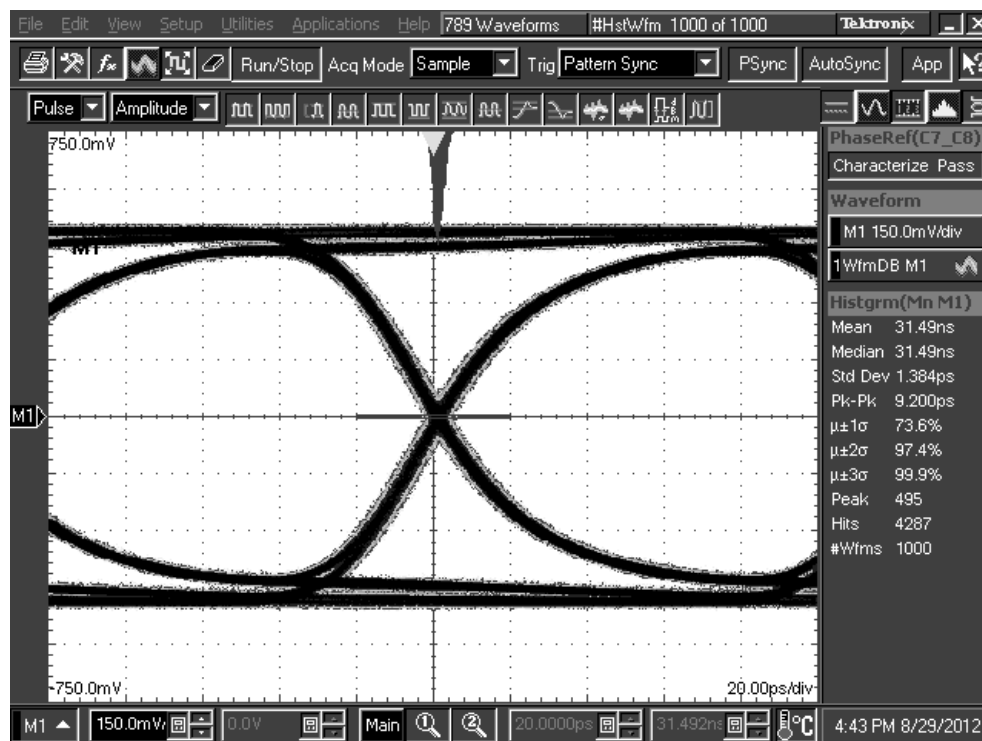 File Edit View Setup Utilities Applications Help 789 Waveforms #HstWfm 1000 of 1000 Tektronix
Run/Stop Acq Mode Sample Trig Pattern Sync PSync AutoSync App
Pulse Amplitude
750.0mV
M1
M1
-750.0mV
20.00ps/div
PhaseRef(C7_C8)
Characterize Pass
Waveform
M1 150.0mV/div
1WfmDB M1
Histgrm(Mn M1)
Mean 31.49ns
Median 31.49ns
Std Dev 1.384ps
Pk-Pk 9.200ps
µ±1σ 73.6%
µ±2σ 97.4%
µ±3σ 99.9%
Peak 495
Hits 4287
#Wfms 1000
M1 150.0mV/ 0.0V Main 1 2 20.0000ps 31.492ns °C 4:43 PM 8/29/2012